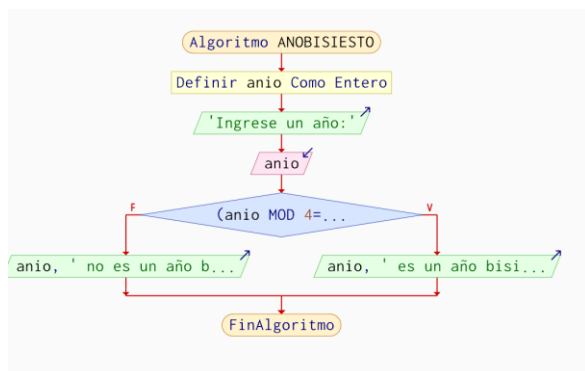 Algoritmo ANOBISIESTO
Definir anio Como Entero
'Ingrese un año:'
anio
F
(anio MOD 4=...
V
anio, ' no es un año b...
anio, ' es un año bisi...
FinAlgoritmo